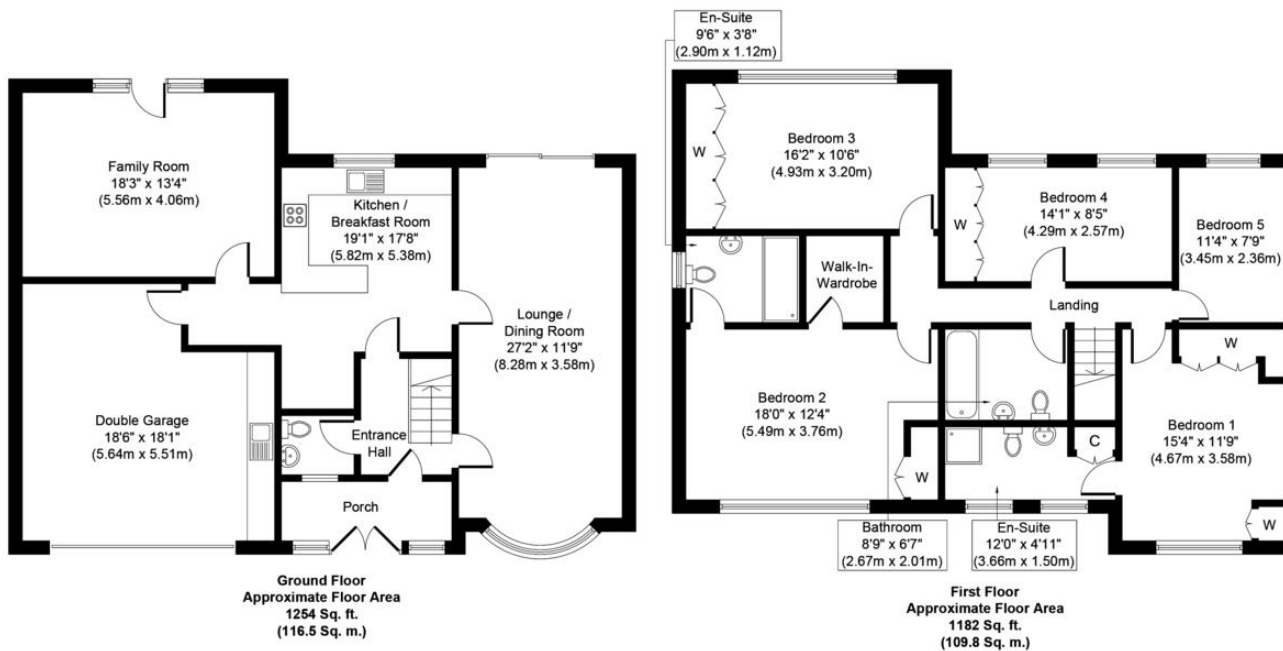 Family Room
18'3" x 13'4"
(5.56m x 4.06m)
Kitchen /
Breakfast Room
19'1" x 17'8"
(5.82m x 5.38m)
Lounge /
Dining Room
27'2" x 11'9"
(8.28m x 3.58m)
Double Garage
18'6" x 18'1"
(5.64m x 5.51m)
Entrance
Hall
Porch
Ground Floor
Approximate Floor Area
1254 Sq. ft.
(116.5 Sq. m.)
En-Suite
9'6" x 3'8"
(2.90m x 1.12m)
W
Bedroom 3
16'2" x 10'6"
(4.93m x 3.20m)
W
Bedroom 4
14'1" x 8'5"
(4.29m x 2.57m)
Bedroom 5
11'4" x 7'9"
(3.45m x 2.36m)
Walk-In-
Wardrobe
Landing
W
Bedroom 2
18'0" x 12'4"
(5.49m x 3.76m)
W
C
Bedroom 1
15'4" x 11'9"
(4.67m x 3.58m)
W
Bathroom
8'9" x 6'7"
(2.67m x 2.01m)
En-Suite
12'0" x 4'11"
(3.66m x 1.50m)
First Floor
Approximate Floor Area
1182 Sq. ft.
(109.8 Sq. m.)